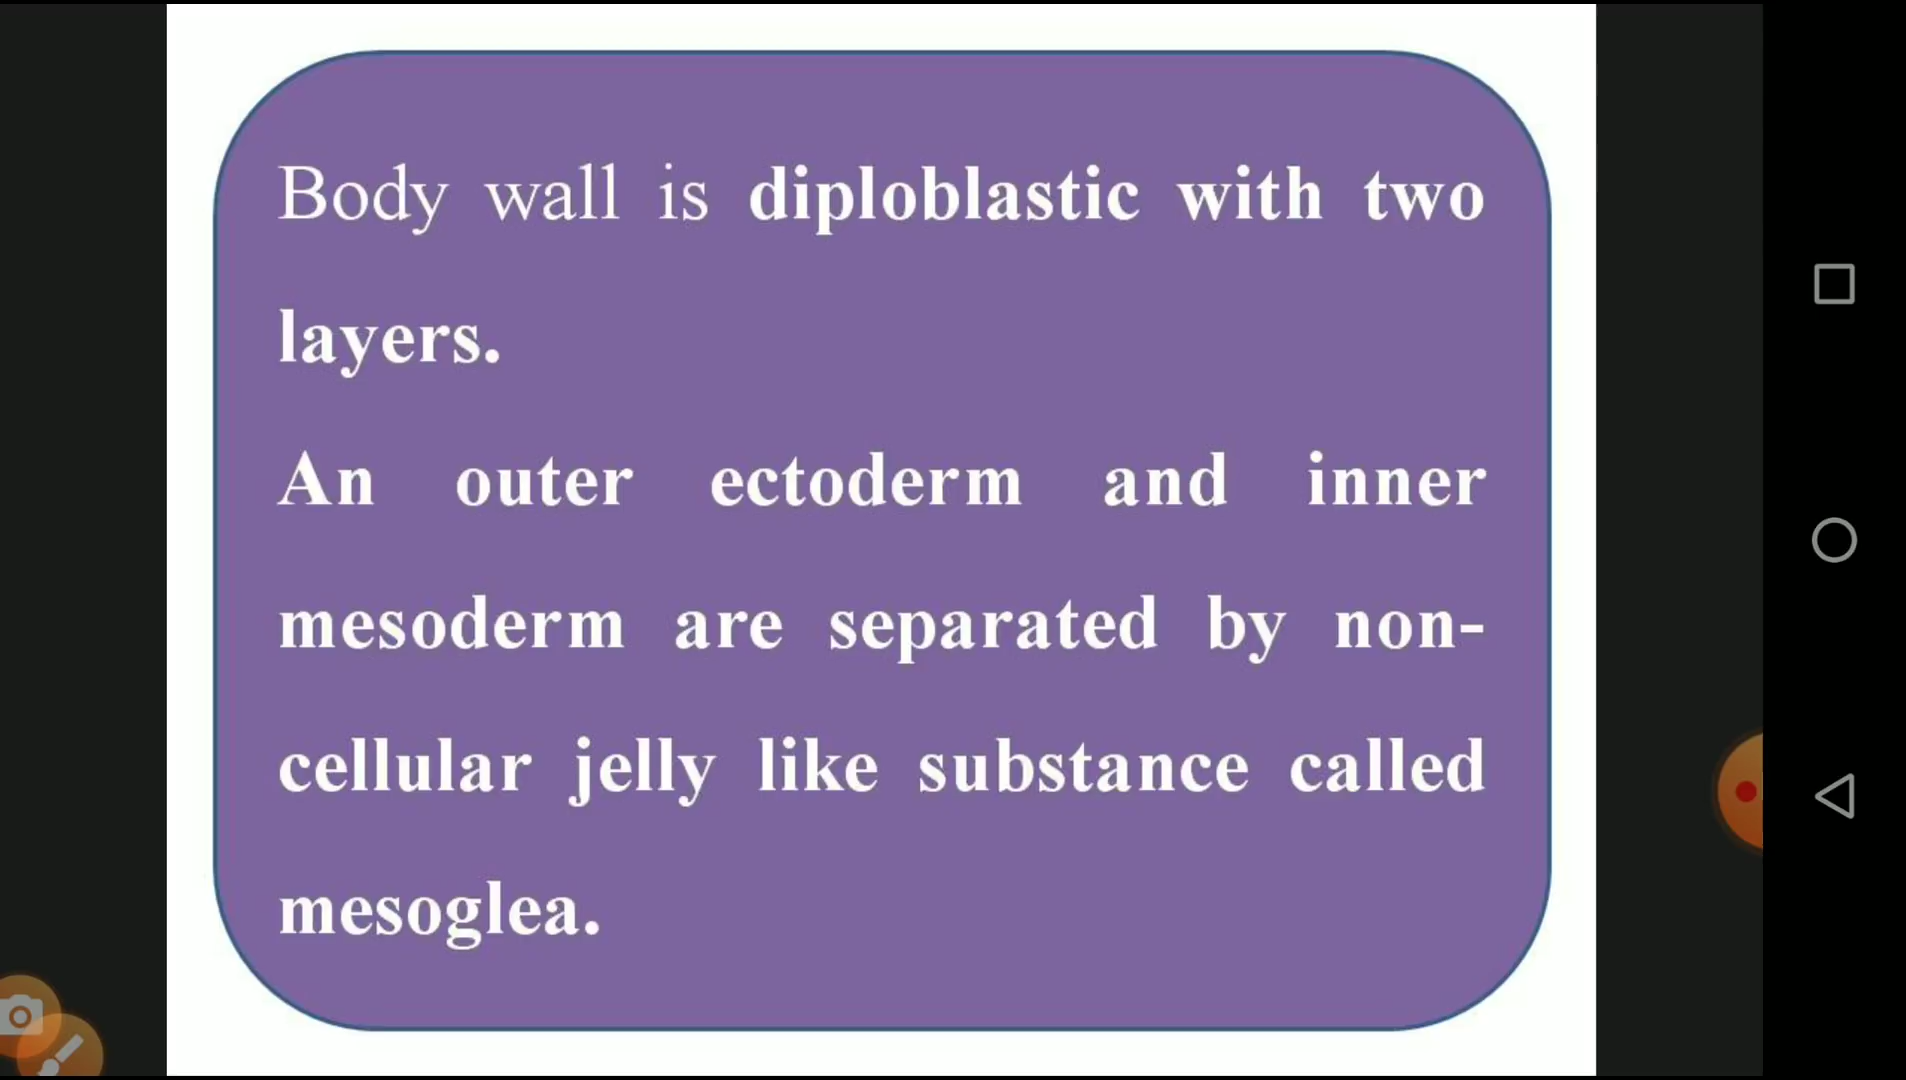 Body wall is diploblastic with two
layers.
An outer ectoderm and inner
mesoderm are separated by non-
cellular jelly like substance called
mesoglea.